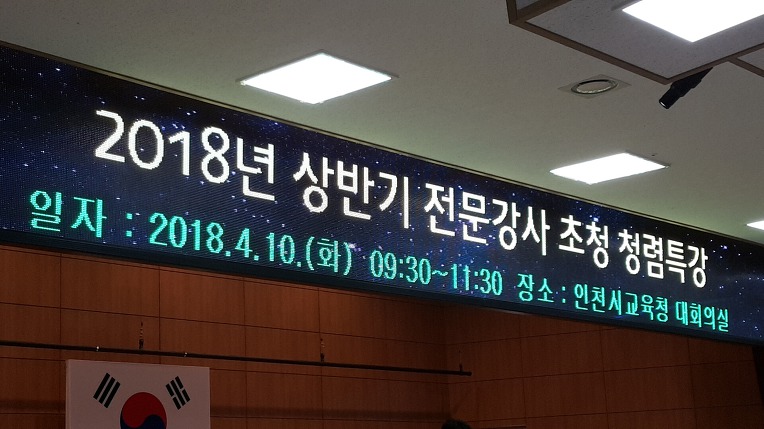 2018년 상반기 전문강사 초청 청렴특강
일자 : 2018.4.10.(화) 09:30~11:30 장소 : 인천시교육청 대회의실